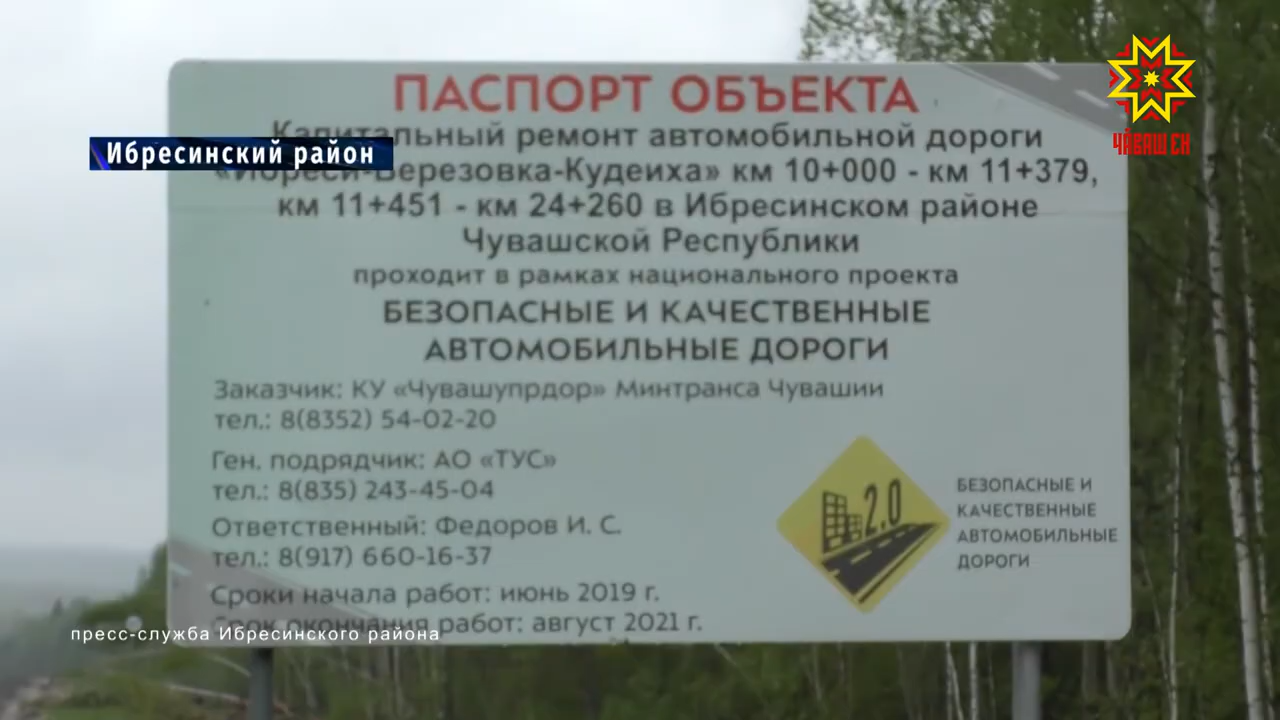 ПАСПОРТ ОБЪЕКТА
Капитальный ремонт автомобильной дороги
Ибресинский район
«Ибреси-Березовка-Кудеиха» км 10+000 - км 11+379,
км 11+451 - км 24+260 в Ибресинском районе
Чувашской Республики
проходит в рамках национального проекта
БЕЗОПАСНЫЕ И КАЧЕСТВЕННЫЕ
АВТОМОБИЛЬНЫЕ ДОРОГИ
Заказчик: КУ «Чувашупрдор» Минтранса Чувашии
тел.: 8(8352) 54-02-20
Ген. подрядчик: АО «ТУС»
тел.: 8(835) 243-45-04
Ответственный: Федоров И. С.
тел.: 8(917) 660-16-37
Сроки начала работ: июнь 2019 г.
Срок окончания работ: август 2021 г.
2.0
БЕЗОПАСНЫЕ И
КАЧЕСТВЕННЫЕ
АВТОМОБИЛЬНЫЕ
ДОРОГИ
пресс-служба Ибресинского района
ЧӐВАШ ЕН